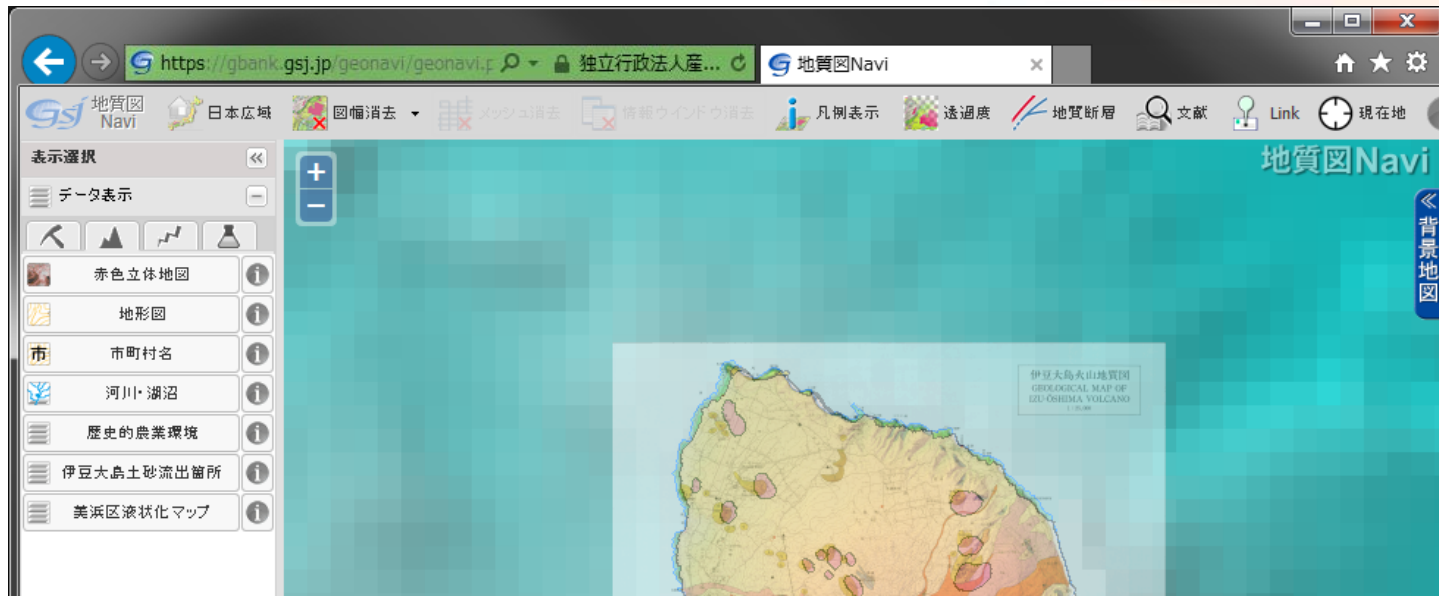 https://gbank.gsj.jp/geonavi/geonavi.p
独立行政法人産...
地質図Navi
GSJ 地質図 Navi
日本広域
図幅消去
メッシュ消去
情報ウインドウ消去
凡例表示
透過度
地質断層
文献
Link
現在地
表示選択
データ表示
赤色立体地図
地形図
市 市町村名
河川・湖沼
歴史的農業環境
伊豆大島土砂流出箇所
美浜区液状化マップ
地質図Navi
背景地図
伊豆大島火山地質図
GEOLOGICAL MAP OF
IZU-ŌSHIMA VOLCANO